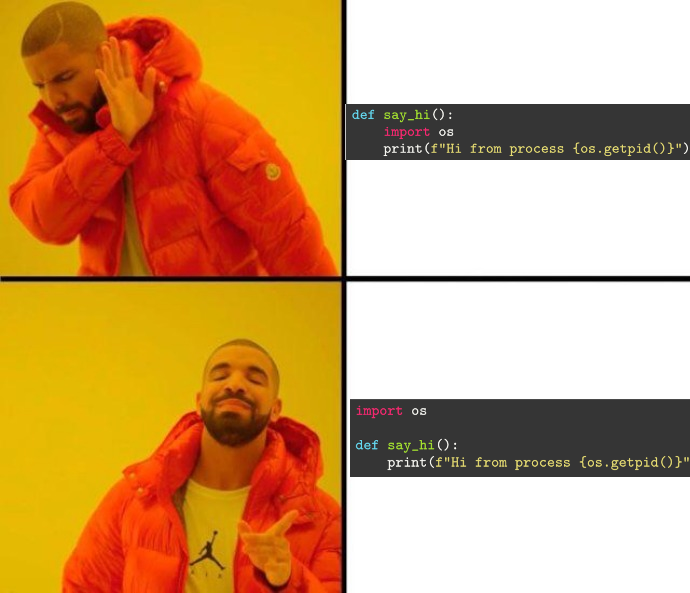 def say_hi():
    import os
    print(f"Hi from process {os.getpid()}")
import os
def say_hi():
    print(f"Hi from process {os.getpid()}"